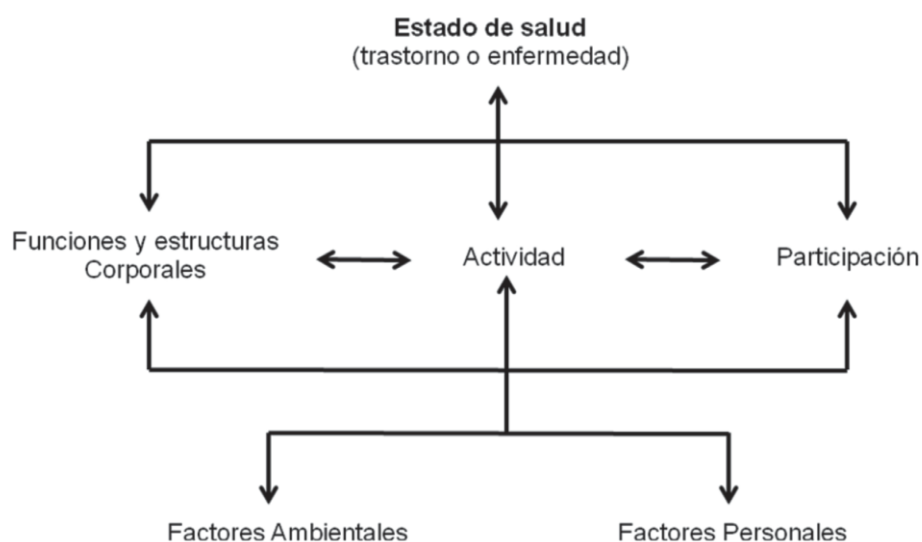 Estado de salud
(trastorno o enfermedad)
Funciones y estructuras
Corporales
Actividad
Participación
Factores Ambientales
Factores Personales